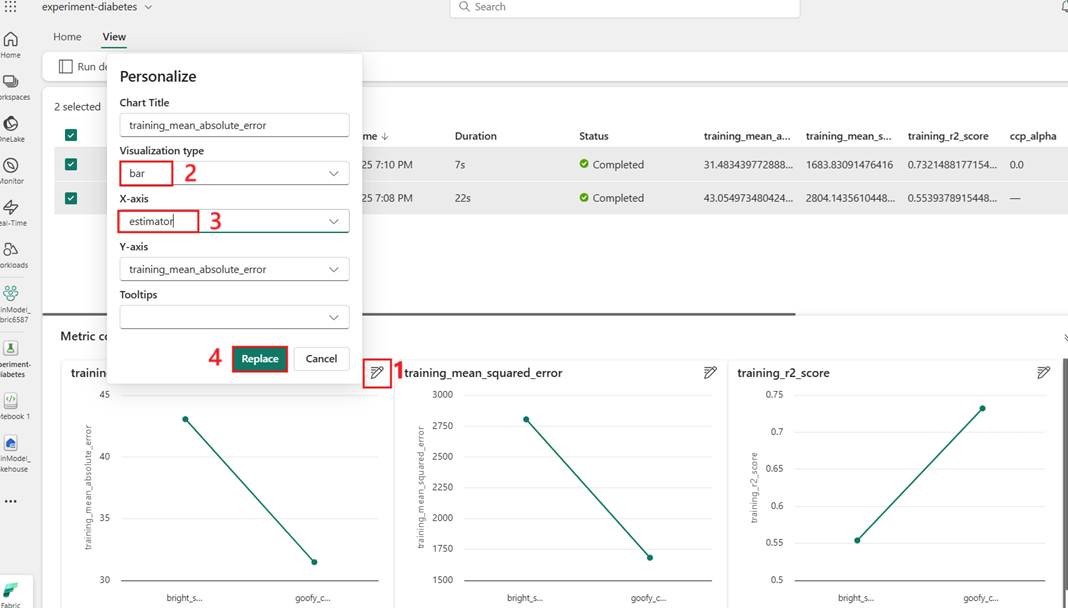 experiment-diabetes
Search
Home
View
Home
Run de
orkspaces
OneLake
Monitor
eal-Time
orkloads
inModel_
bric6587
periment-
iabetes
otebook 1
inModel_
kehouse
Fabric
Personalize
Chart Title
training_mean_absolute_error
Visualization type
bar
2
X-axis
estimator
3
Y-axis
training_mean_absolute_error
Tooltips
4
Replace
Cancel
1
2 selected
me ↓ Duration Status training_mean_a... training_mean_s... training_r2_score ccp_alpha
25 7:10 PM 7s Completed 31.483439772888... 1683.83091476416 0.7321488177154... 0.0
25 7:08 PM 22s Completed 43.054973480424... 2804.1435610448... 0.5539378915448... —
Metric co
trainin
45
40
35
30
training_mean_absolute_error
bright_s...
goofy_c...
training_mean_squared_error
3000
2750
2500
2250
2000
1750
1500
training_mean_squared_error
bright_s...
goofy_c...
training_r2_score
0.75
0.7
0.65
0.6
0.55
0.5
training_r2_score
bright_s...
goofy_c...